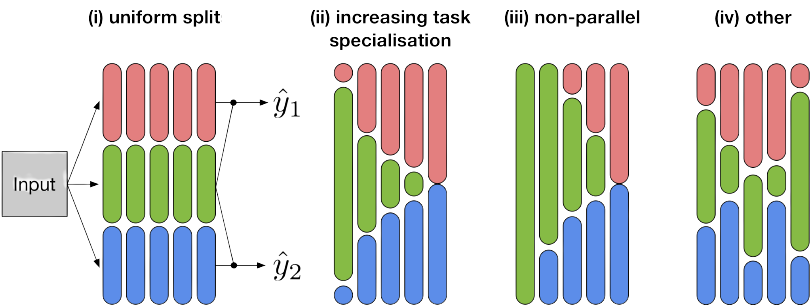 (i) uniform split
(ii) increasing task
specialisation
(iii) non-parallel
(iv) other
Input
ŷ1
ŷ2